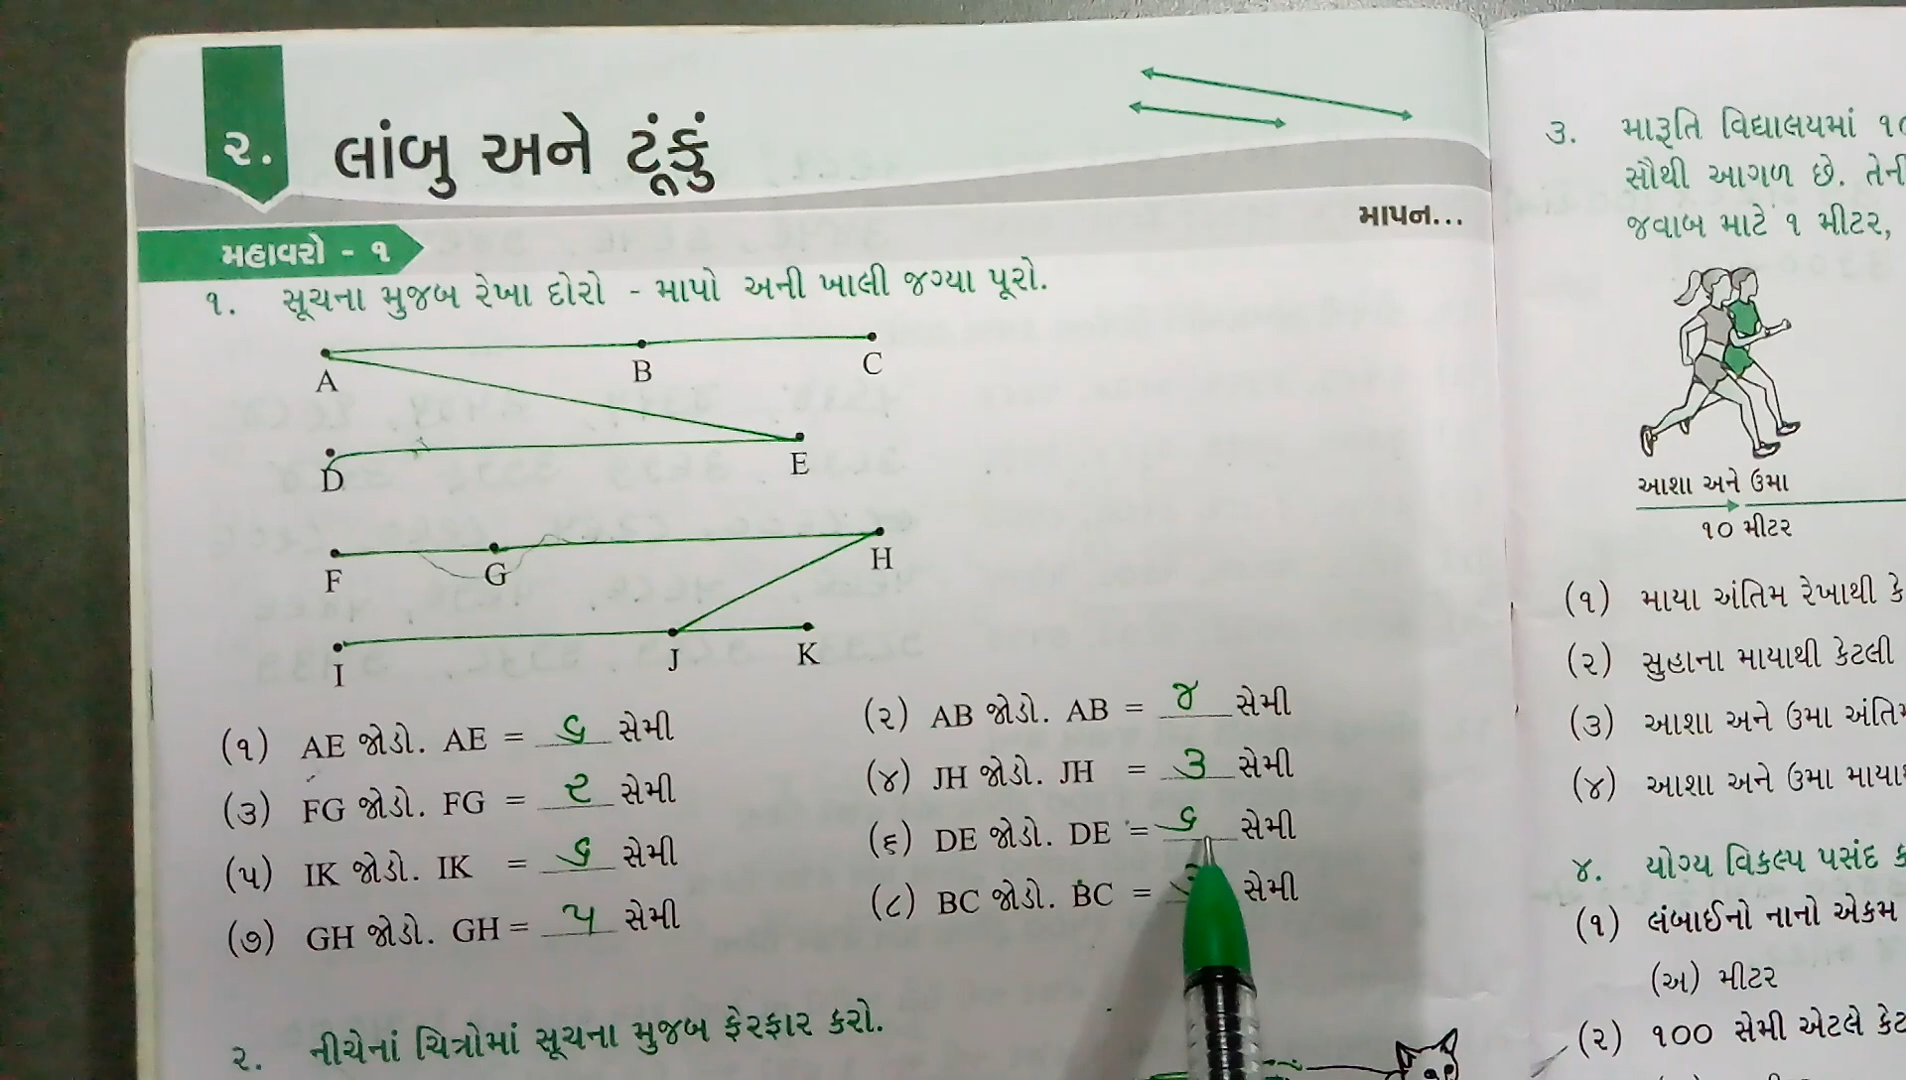 ૨. લાંબુ અને ટૂંકું
માપન...
મહાવરો - ૧
૧. સૂચના મુજબ રેખા દોરો - માપો અની ખાલી જગ્યા પૂરો.
A B C
D E
F G H
I J K
(૧) AE જોડો. AE = ૬ સેમી
(૨) AB જોડો. AB = ૪ સેમી
(૩) FG જોડો. FG = ૨ સેમી
(૪) JH જોડો. JH = ૩ સેમી
(૫) IK જોડો. IK = ૬ સેમી
(૬) DE જોડો. DE = ૬ સેમી
(૭) GH જોડો. GH = ૫ સેમી
(૮) BC જોડો. BC = સેમી
૨. નીચેનાં ચિત્રોમાં સૂચના મુજબ ફેરફાર કરો.
૩. મારૂતિ વિદ્યાલયમાં
સૌથી આગળ છે.
જવાબ માટે ૧ મીટર,
આશા અને ઉમા
૧૦ મીટર
(૧) માયા અંતિમ રેખાથી
(૨) સુહાના માયાથી કેટલી
(૩) આશા અને ઉમા
(૪) આશા અને ઉમા
૪. યોગ્ય વિકલ્પ પસંદ
(૧) લંબાઈનો નાનો એકમ
(અ) મીટર
(૨) ૧૦૦ સેમી એટલે